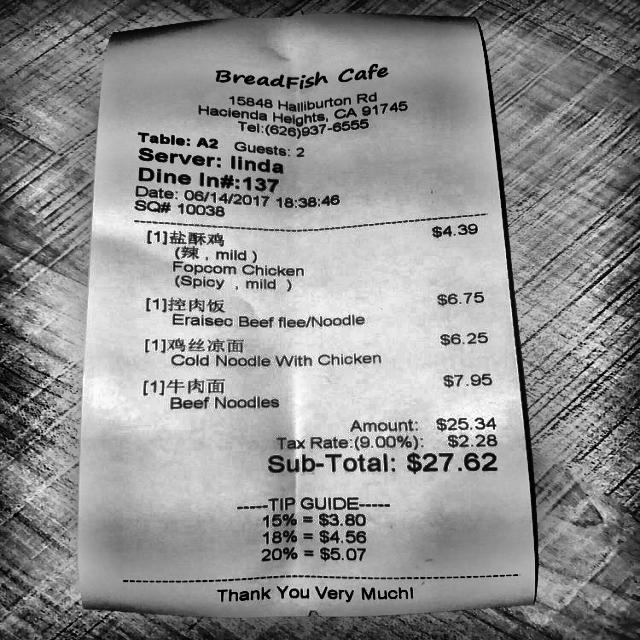 BreadFish Cafe
15848 Halliburton Rd
Hacienda Heights, CA 91745
Tel:(626)937-6555
Table: A2 Guests: 2
Server: linda
Dine In#:137
Date: 06/14/2017 18:38:46
SQ# 10038
[1]盐酥鸡 $4.39
(辣 , mild )
Fopcom Chicken
(Spicy , mild )
[1]控肉饭 $6.75
Eraisec Beef flee/Noodle
[1]鸡丝凉面 $6.25
Cold Noodle With Chicken
[1]牛肉面 $7.95
Beef Noodles
Amount: $25.34
Tax Rate:(9.00%): $2.28
Sub-Total: $27.62
-----TIP GUIDE-----
15% = $3.80
18% = $4.56
20% = $5.07
Thank You Very Much!